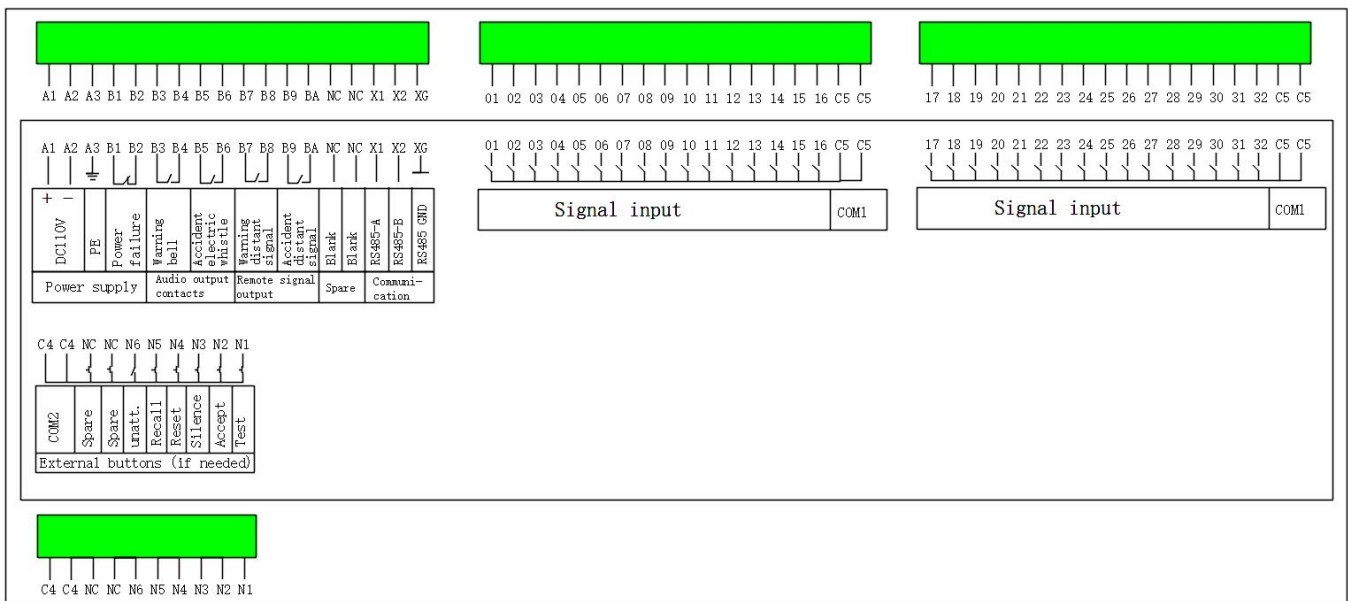 A1 A2 A3 B1 B2 B3 B4 B5 B6 B7 B8 B9 BA NC NC X1 X2 XG
01 02 03 04 05 06 07 08 09 10 11 12 13 14 15 16 C5 C5
17 18 19 20 21 22 23 24 25 26 27 28 29 30 31 32 C5 C5
A1 A2 A3 B1 B2 B3 B4 B5 B6 B7 B8 B9 BA NC NC X1 X2 XG
+ −
DC110V
PE
Power
failure
Warning
bell
Accident
electric
whistle
Warning
distant
signal
Accident
distant
signal
Blank
Blank
RS485-A
RS485-B
RS485 GND
Power supply
Audio output
contacts
Remote signal
output
Spare
Communi-
cation
01 02 03 04 05 06 07 08 09 10 11 12 13 14 15 16 C5 C5
Signal input
COM1
17 18 19 20 21 22 23 24 25 26 27 28 29 30 31 32 C5 C5
Signal input
COM1
C4 C4 NC NC N6 N5 N4 N3 N2 N1
COM2
Spare
Spare
unatt.
Recall
Reset
Silence
Accept
Test
External buttons (if needed)
C4 C4 NC NC N6 N5 N4 N3 N2 N1